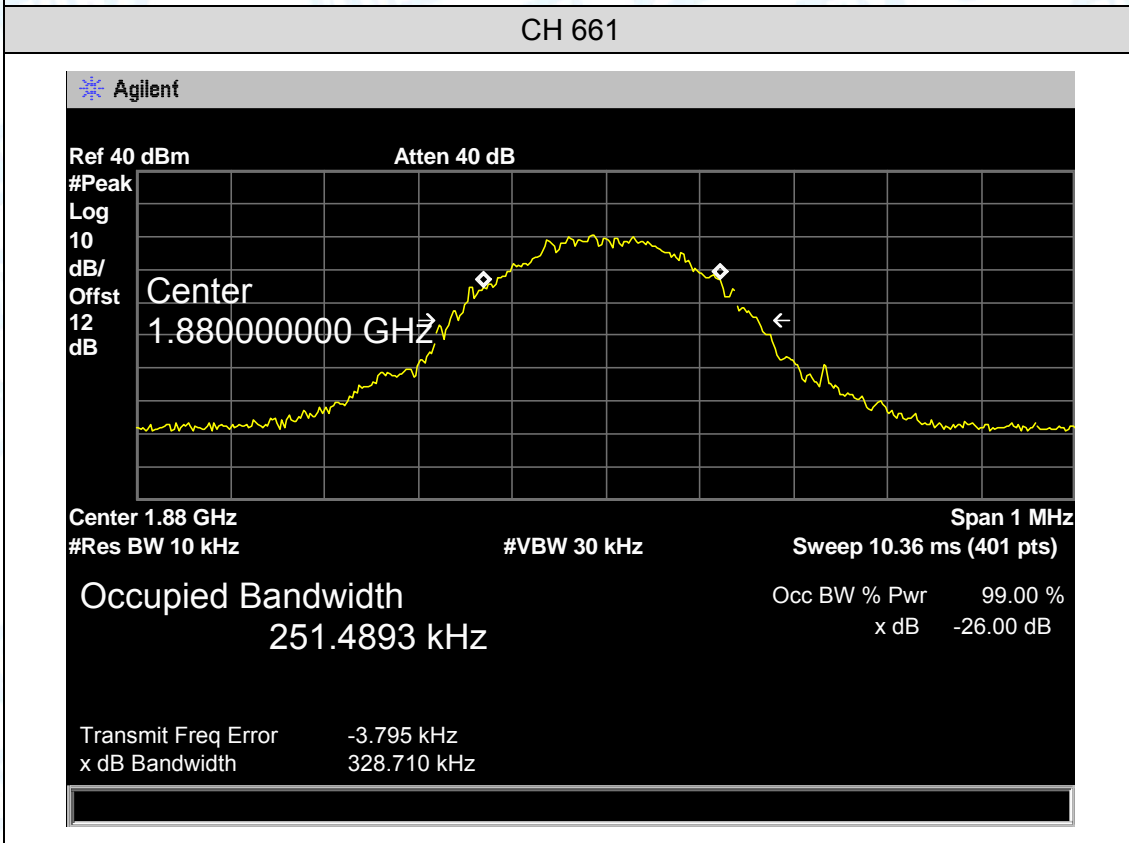 CH 661
Agilent
Ref 40 dBm Atten 40 dB
#Peak
Log
10
dB/
Offst
12
dB
Center
1.880000000 GHz
Center 1.88 GHz Span 1 MHz
#Res BW 10 kHz #VBW 30 kHz Sweep 10.36 ms (401 pts)
Occupied Bandwidth Occ BW % Pwr 99.00 %
251.4893 kHz x dB -26.00 dB
Transmit Freq Error -3.795 kHz
x dB Bandwidth 328.710 kHz